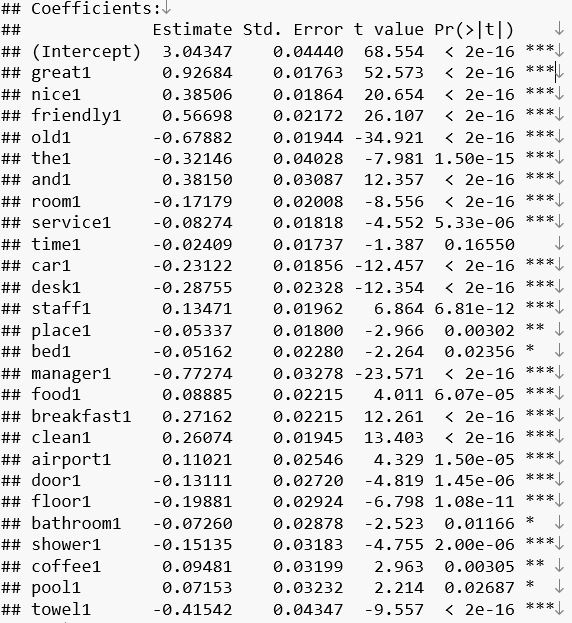 ## Coefficients:↓
##              Estimate Std. Error t value Pr(>|t|)    ↓
## (Intercept)  3.04347    0.04440  68.554  < 2e-16 ***↓
## great1       0.92684    0.01763  52.573  < 2e-16 ***↓
## nice1        0.38506    0.01864  20.654  < 2e-16 ***↓
## friendly1    0.56698    0.02172  26.107  < 2e-16 ***↓
## old1        -0.67882    0.01944 -34.921  < 2e-16 ***↓
## the1        -0.32146    0.04028  -7.981 1.50e-15 ***↓
## and1         0.38150    0.03087  12.357  < 2e-16 ***↓
## room1       -0.17179    0.02008  -8.556  < 2e-16 ***↓
## service1    -0.08274    0.01818  -4.552 5.33e-06 ***↓
## time1       -0.02409    0.01737  -1.387  0.16550    ↓
## car1        -0.23122    0.01856 -12.457  < 2e-16 ***↓
## desk1       -0.28755    0.02328 -12.354  < 2e-16 ***↓
## staff1       0.13471    0.01962   6.864 6.81e-12 ***↓
## place1      -0.05337    0.01800  -2.966  0.00302 ** ↓
## bed1        -0.05162    0.02280  -2.264  0.02356 *  ↓
## manager1    -0.77274    0.03278 -23.571  < 2e-16 ***↓
## food1        0.08885    0.02215   4.011 6.07e-05 ***↓
## breakfast1   0.27162    0.02215  12.261  < 2e-16 ***↓
## clean1       0.26074    0.01945  13.403  < 2e-16 ***↓
## airport1     0.11021    0.02546   4.329 1.50e-05 ***↓
## door1       -0.13111    0.02720  -4.819 1.45e-06 ***↓
## floor1      -0.19881    0.02924  -6.798 1.08e-11 ***↓
## bathroom1   -0.07260    0.02878  -2.523  0.01166 *  ↓
## shower1     -0.15135    0.03183  -4.755 2.00e-06 ***↓
## coffee1      0.09481    0.03199   2.963  0.00305 ** ↓
## pool1        0.07153    0.03232   2.214  0.02687 *  ↓
## towel1      -0.41542    0.04347  -9.557  < 2e-16 ***↓